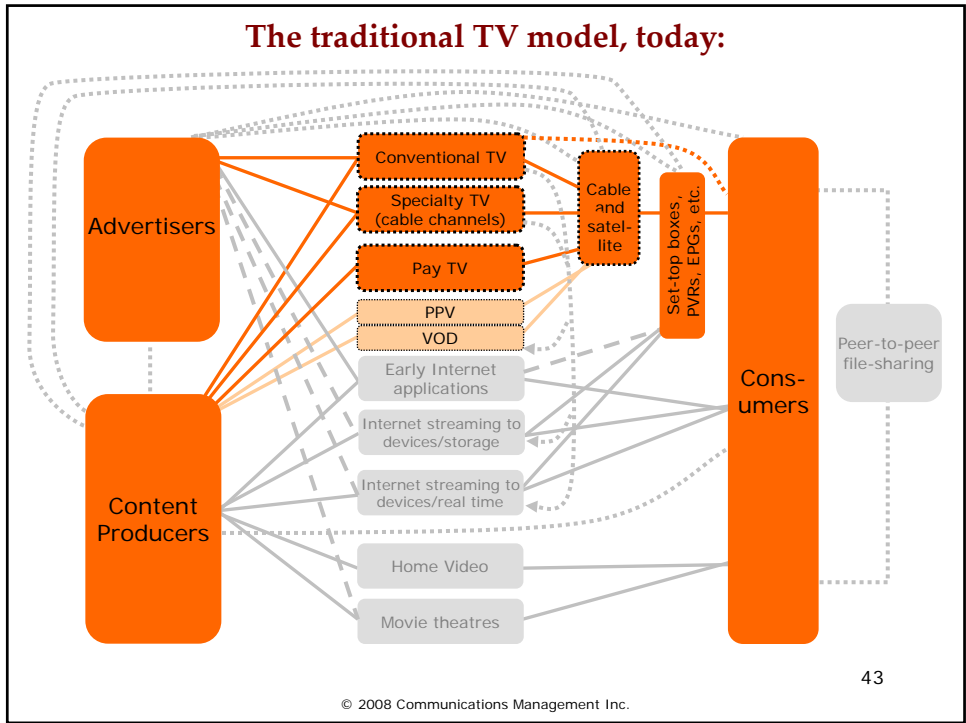 The traditional TV model, today:
Advertisers
Content
Producers
Conventional TV
Specialty TV
(cable channels)
Pay TV
PPV
VOD
Early Internet
applications
Internet streaming to
devices/storage
Internet streaming to
devices/real time
Home Video
Movie theatres
Cable
and
satel-
lite
Set-top boxes,
PVRs, EPGs, etc.
Cons-
umers
Peer-to-peer
file-sharing
43
© 2008 Communications Management Inc.